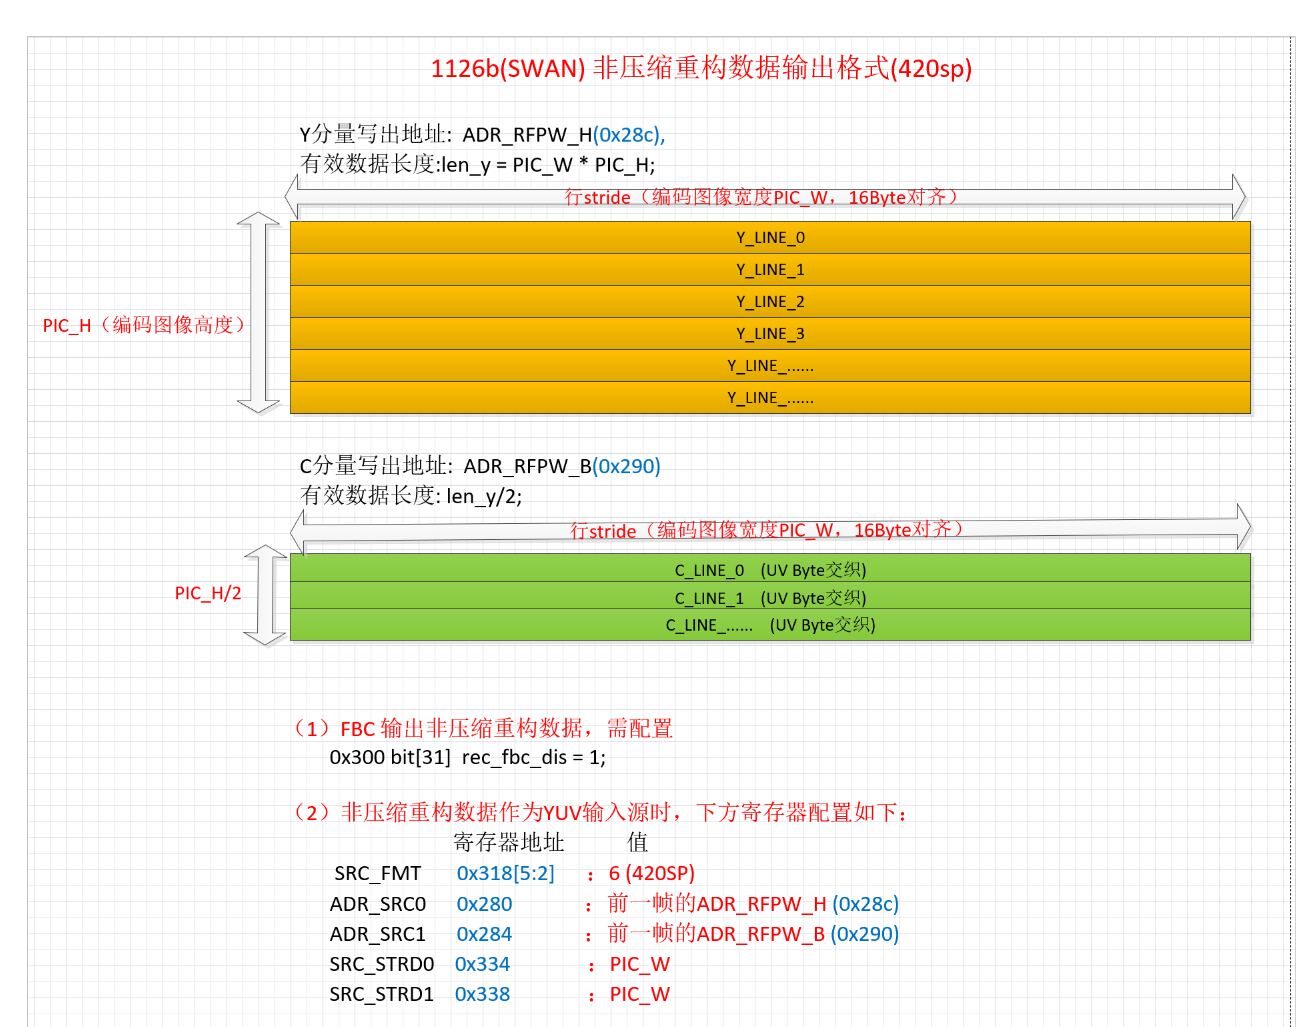 1126b(SWAN) 非压缩重构数据输出格式(420sp)
Y分量写出地址: ADR_RFPW_H(0x28c),
有效数据长度:len_y = PIC_W * PIC_H;
行stride（编码图像宽度PIC_W，16Byte对齐）
Y_LINE_0
Y_LINE_1
Y_LINE_2
PIC_H（编码图像高度）
Y_LINE_3
Y_LINE_......
Y_LINE_......
C分量写出地址: ADR_RFPW_B(0x290)
有效数据长度: len_y/2;
行stride（编码图像宽度PIC_W，16Byte对齐）
C_LINE_0 (UV Byte交织)
PIC_H/2
C_LINE_1 (UV Byte交织)
C_LINE_...... (UV Byte交织)
（1）FBC 输出非压缩重构数据，需配置
0x300 bit[31] rec_fbc_dis = 1;
（2）非压缩重构数据作为YUV输入源时，下方寄存器配置如下：
寄存器地址 值
SRC_FMT 0x318[5:2] ：6 (420SP)
ADR_SRC0 0x280 ：前一帧的ADR_RFPW_H (0x28c)
ADR_SRC1 0x284 ：前一帧的ADR_RFPW_B (0x290)
SRC_STRD0 0x334 ：PIC_W
SRC_STRD1 0x338 ：PIC_W